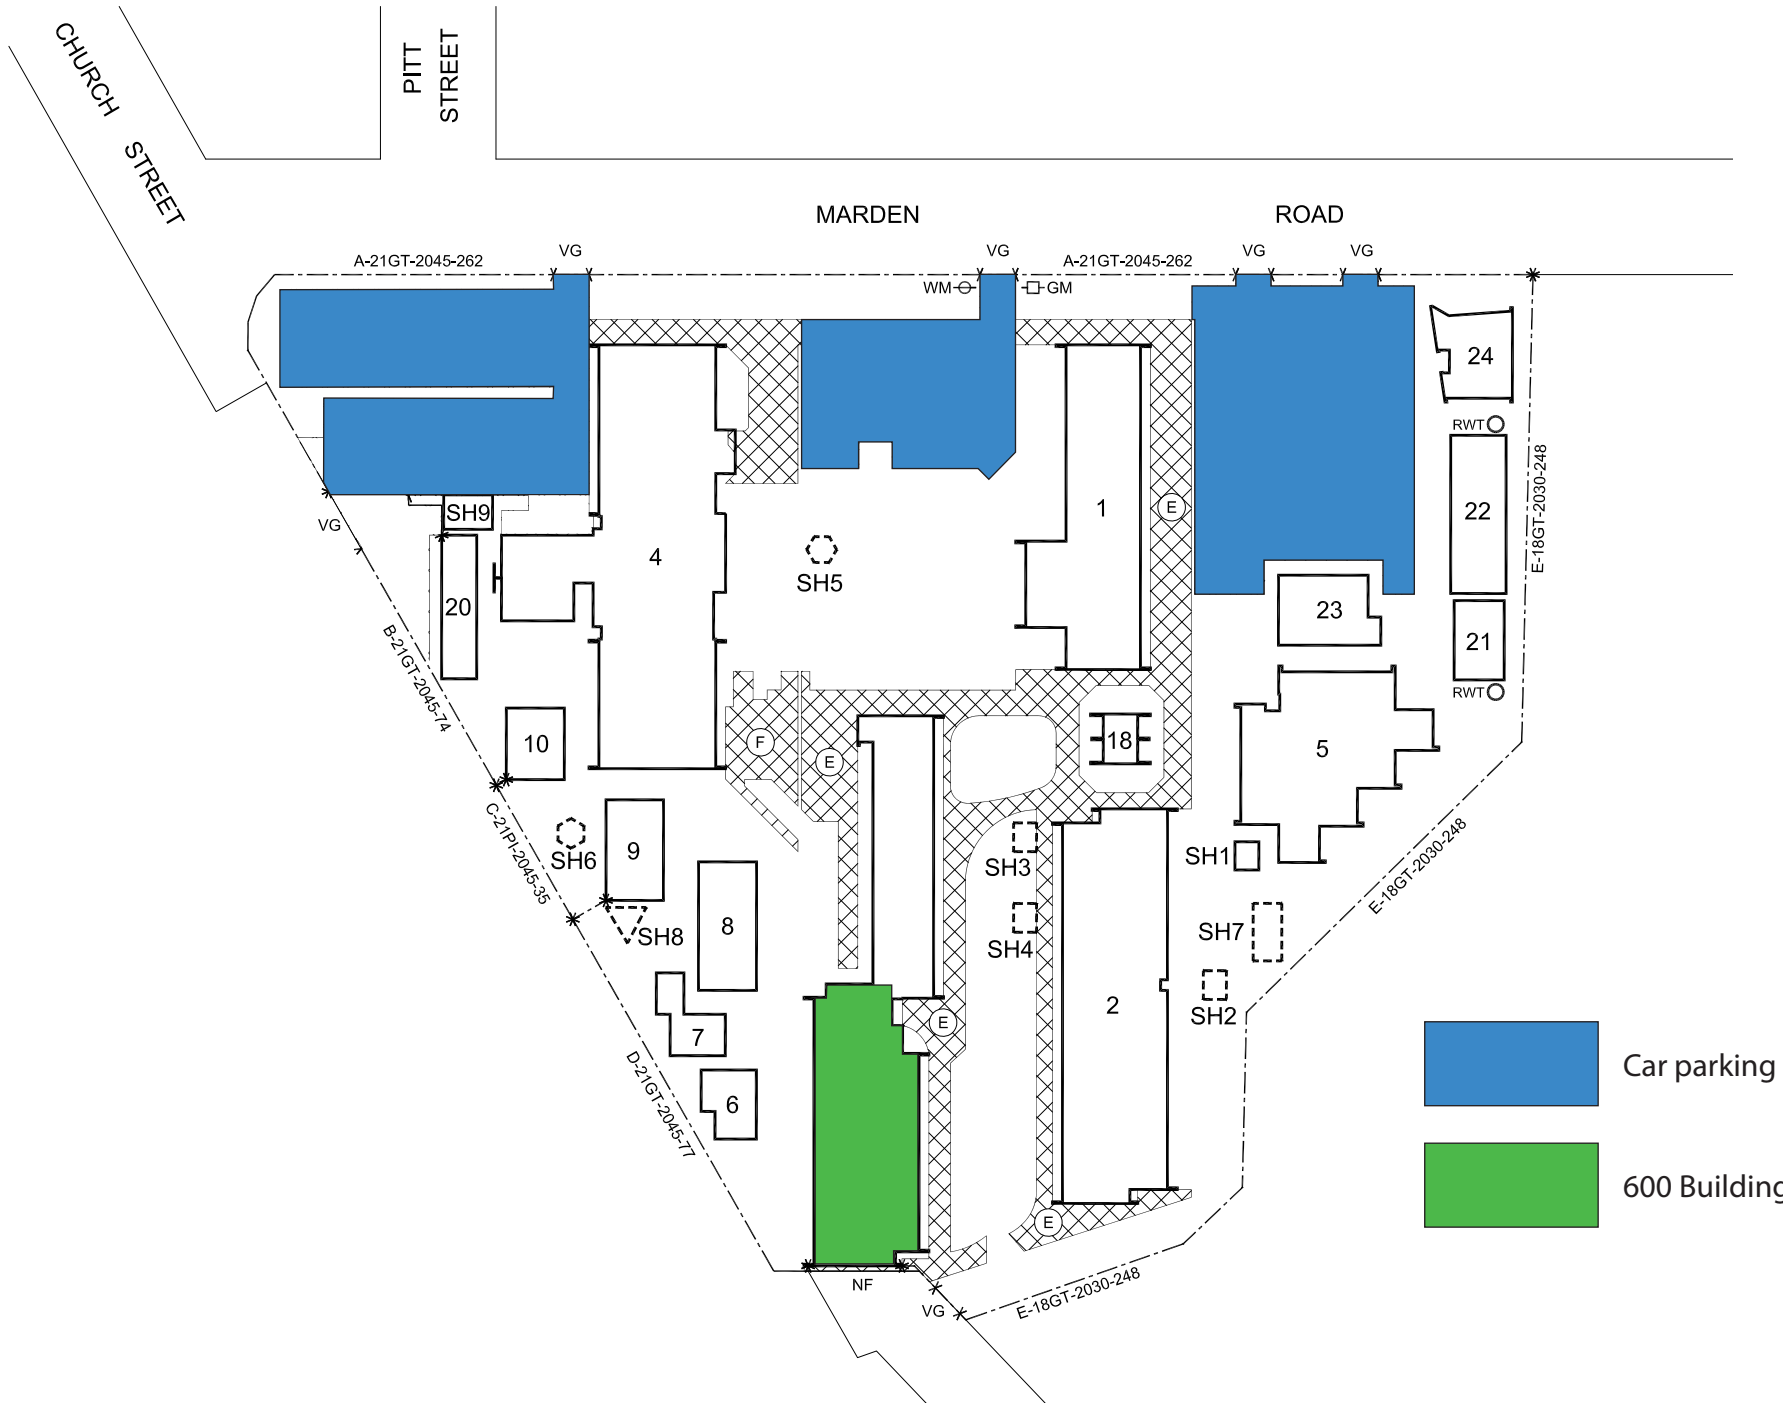 CHURCH STREET
PITT
STREET
MARDEN ROAD
A-21GT-2045-262
VG
VG
A-21GT-2045-262
VG
VG
WM
GM
24
RWT
E-18GT-2030-248
22
1
E
SH9
VG
4
SH5
20
23
21
RWT
B-21GT-2045-74
10
F
E
18
5
C-21PI-2045-35
SH6
9
SH3
SH1
E-18GT-2030-248
SH8
8
SH4
SH7
2
SH2
7
E
D-21GT-2045-77
6
Car parking
600 Building
E
NF
VG
E-18GT-2030-248